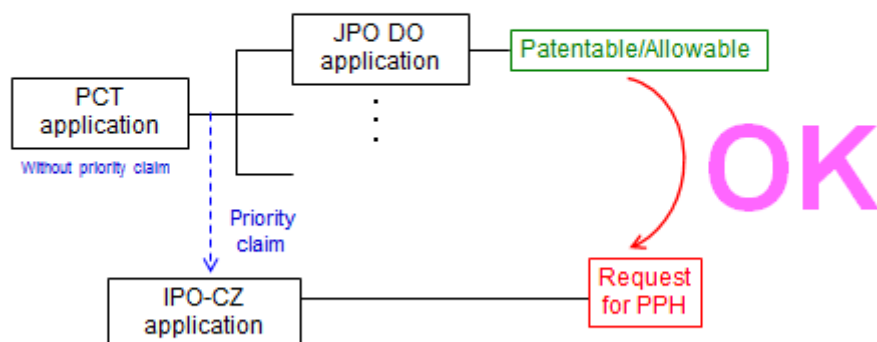 JPO DO
application
Patentable/Allowable
PCT
application
Without priority claim
OK
Priority
claim
IPO-CZ
application
Request
for PPH